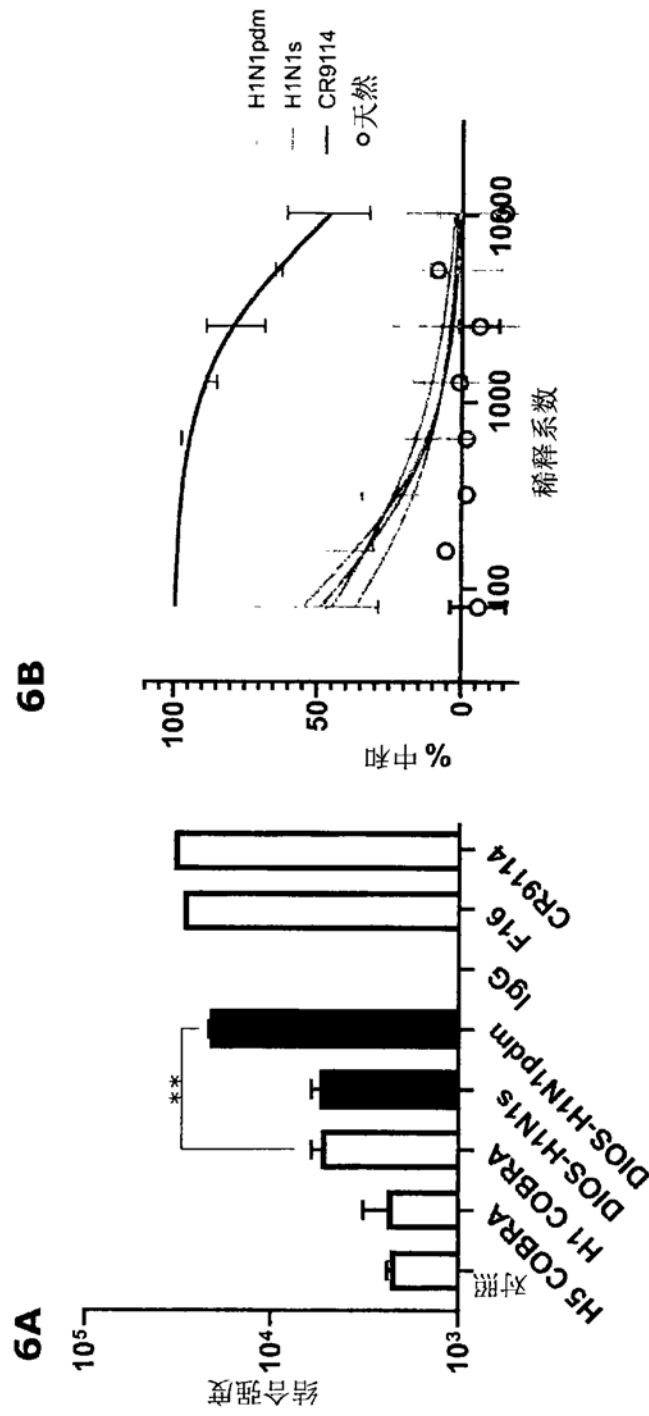 6A
结合强度
10⁵
10⁴
10³
**
对照
H5 COBRA
H1 COBRA
DIOS-H1N1s
DIOS-H1N1pdm
IgG
F16
CR9114
6B
% 中和
100
50
0
100
1000
10000
稀释系数
H1N1pdm
H1N1s
CR9114
天然